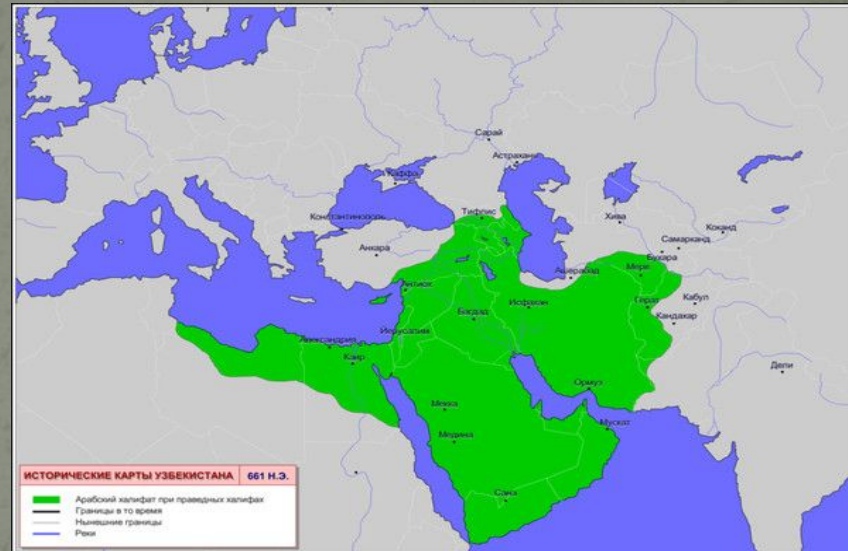 Сарай
Астрахань
Каффа
Константинополь
Тифлис
Анкара
Хива
Коканд
Самарканд
Бухара
Ашерабад
Мерв
Антиох
Исфахан
Герат
Кабул
Багдад
Кандахар
Иерусалим
Александрия
Каир
Дели
Ормуз
Мекка
Мускат
Медина
Сана
ИСТОРИЧЕСКИЕ КАРТЫ УЗБЕКИСТАНА 661 Н.Э.
Арабский халифат при праведных халифах
Границы в то время
Нынешние границы
Реки